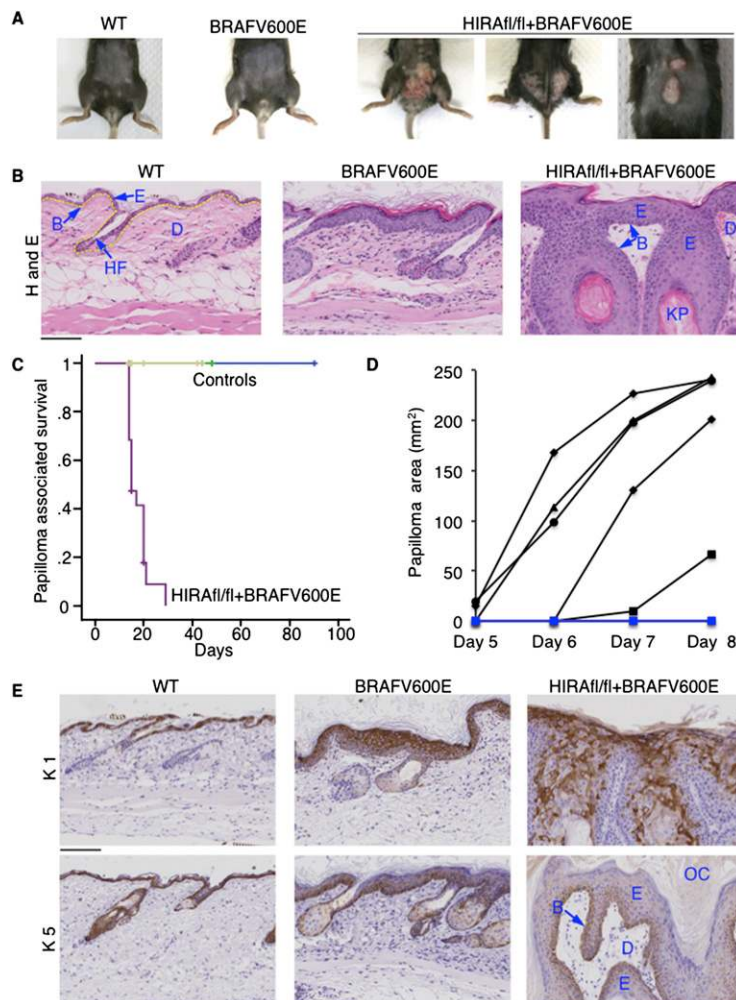 A
WT
BRAFV600E
HIRAfl/fl+BRAFV600E
B
WT
BRAFV600E
HIRAfl/fl+BRAFV600E
H and E
B
E
D
HF
E
B
E
D
KP
C
Papilloma associated survival
1
.8
.6
.4
.2
0
Controls
HIRAfl/fl+BRAFV600E
0 20 40 60 80 100
Days
D
Papilloma area (mm²)
250
200
150
100
50
0
Day 5 Day 6 Day 7 Day 8
E
WT
BRAFV600E
HIRAfl/fl+BRAFV600E
K 1
K 5
OC
E
B
D
E